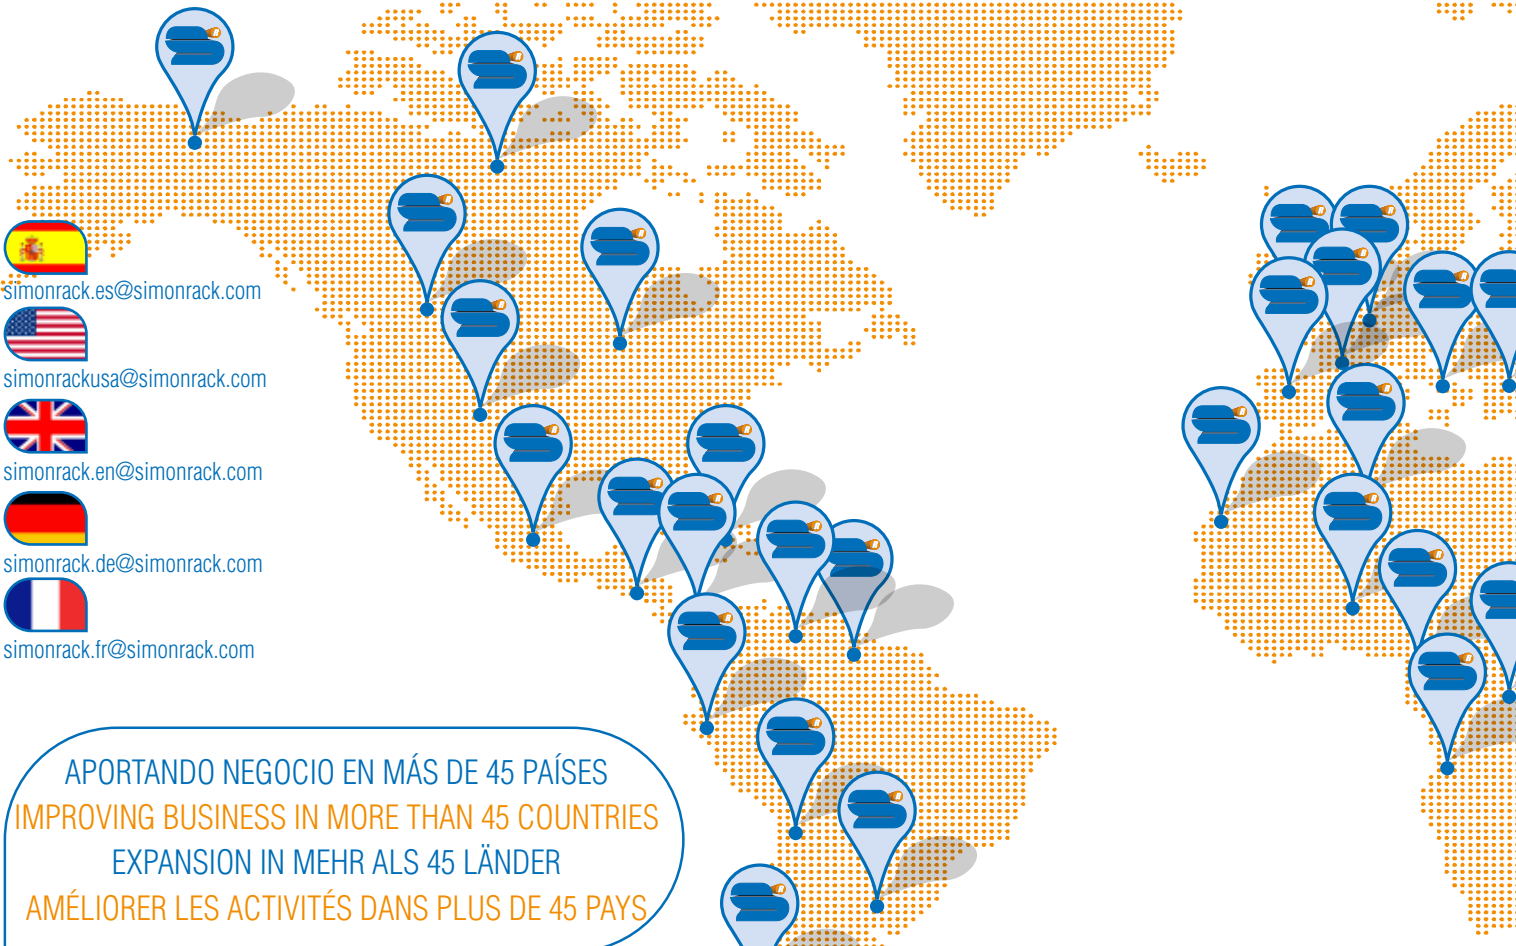 simonrack.es@simonrack.com
simonrackusa@simonrack.com
simonrack.en@simonrack.com
simonrack.de@simonrack.com
simonrack.fr@simonrack.com
APORTANDO NEGOCIO EN MÁS DE 45 PAÍSES
IMPROVING BUSINESS IN MORE THAN 45 COUNTRIES
EXPANSION IN MEHR ALS 45 LÄNDER
AMÉLIORER LES ACTIVITÉS DANS PLUS DE 45 PAYS